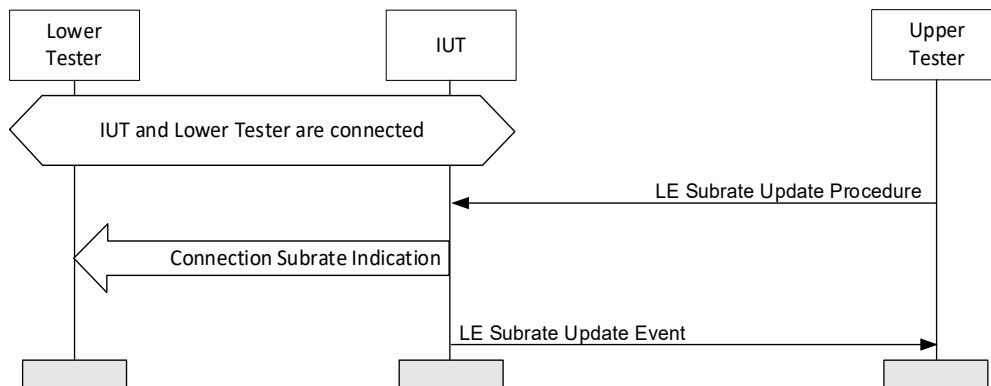 Lower
Tester
IUT
Upper
Tester
IUT and Lower Tester are connected
LE Subrate Update Procedure
Connection Subrate Indication
LE Subrate Update Event